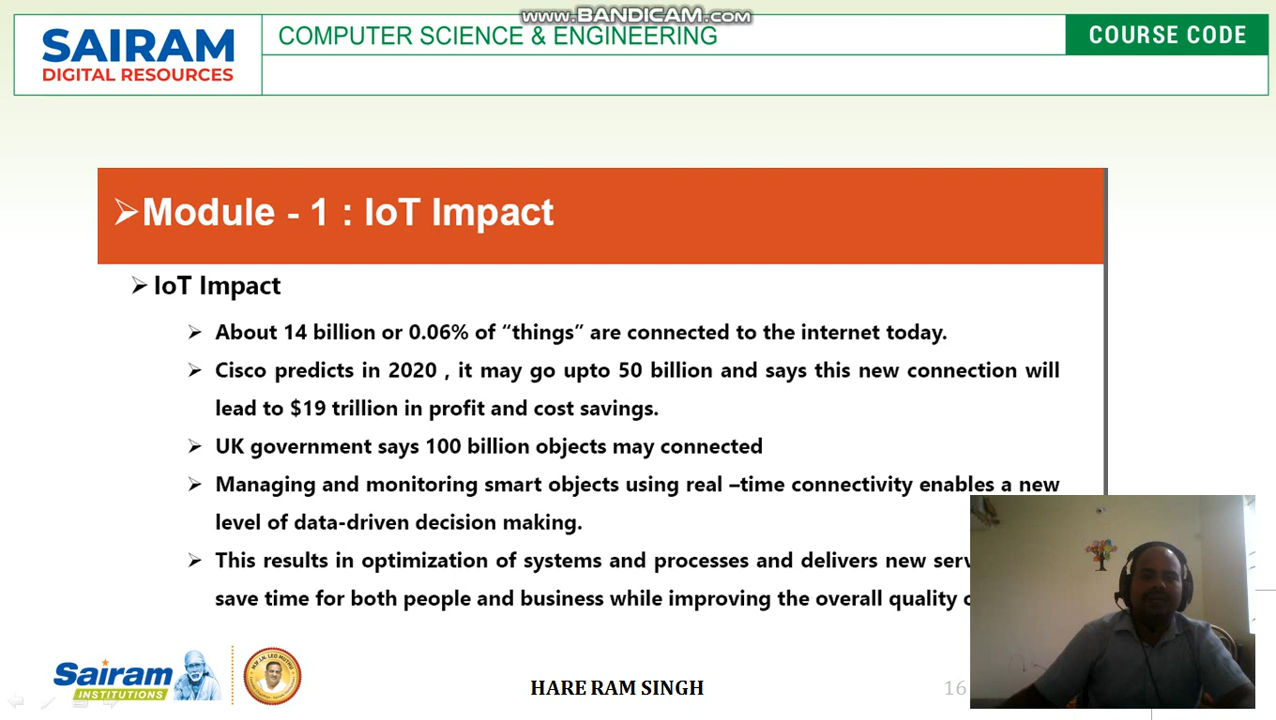 www.BANDICAM.com
SAIRAM
DIGITAL RESOURCES
COMPUTER SCIENCE & ENGINEERING
COURSE CODE
Module - 1 : IoT Impact
IoT Impact
About 14 billion or 0.06% of “things” are connected to the internet today.
Cisco predicts in 2020 , it may go upto 50 billion and says this new connection will
lead to $19 trillion in profit and cost savings.
UK government says 100 billion objects may connected
Managing and monitoring smart objects using real –time connectivity enables a new
level of data-driven decision making.
This results in optimization of systems and processes and delivers new
save time for both people and business while improving the overall quality
Sairam
INSTITUTIONS
HARE RAM SINGH
16